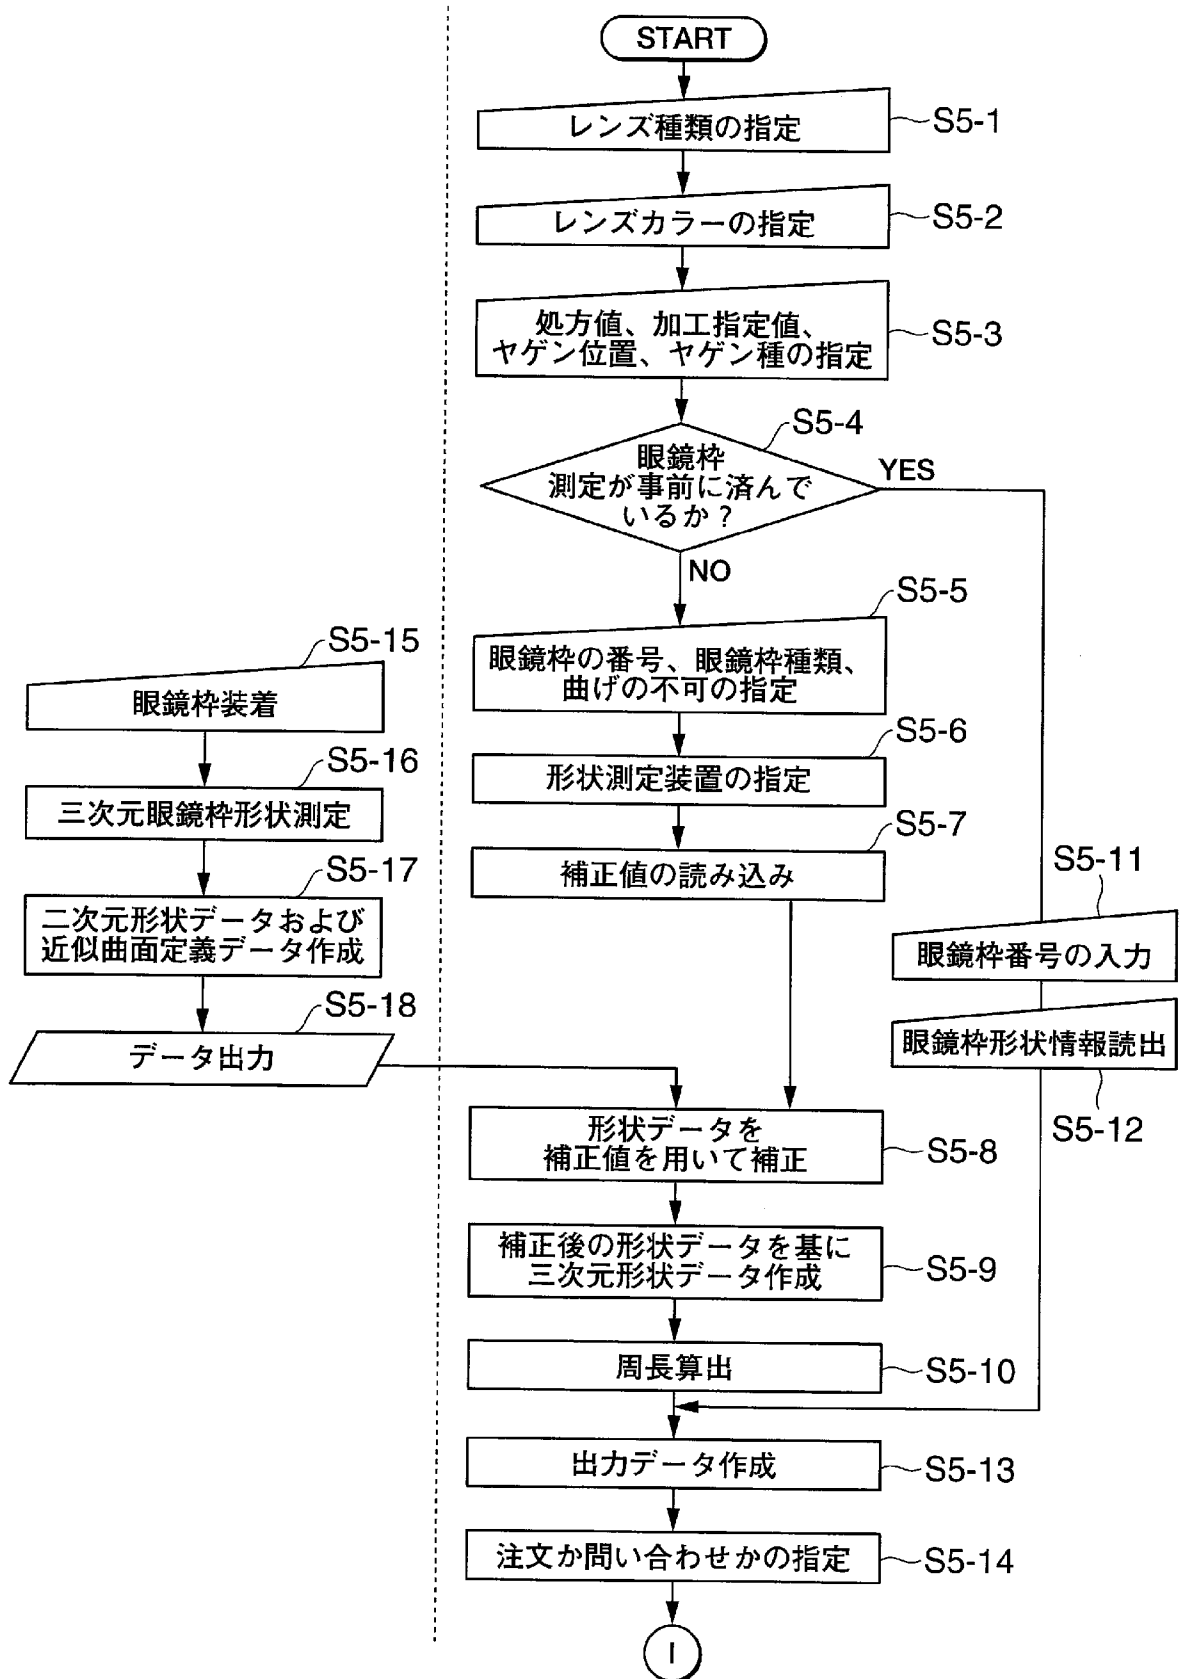 START
レンズ種類の指定
S5-1
レンズカラーの指定
S5-2
処方値、加工指定値、
ヤゲン位置、ヤゲン種の指定
S5-3
S5-4
眼鏡枠
測定が事前に済んで
いるか？
YES
NO
S5-5
眼鏡枠の番号、眼鏡枠種類、
曲げの不可の指定
S5-6
形状測定装置の指定
S5-7
補正値の読み込み
S5-15
眼鏡枠装着
S5-16
三次元眼鏡枠形状測定
S5-17
二次元形状データおよび
近似曲面定義データ作成
S5-18
データ出力
S5-11
眼鏡枠番号の入力
眼鏡枠形状情報読出
S5-12
形状データを
補正値を用いて補正
S5-8
補正後の形状データを基に
三次元形状データ作成
S5-9
周長算出
S5-10
出力データ作成
S5-13
注文か問い合わせかの指定
S5-14
I